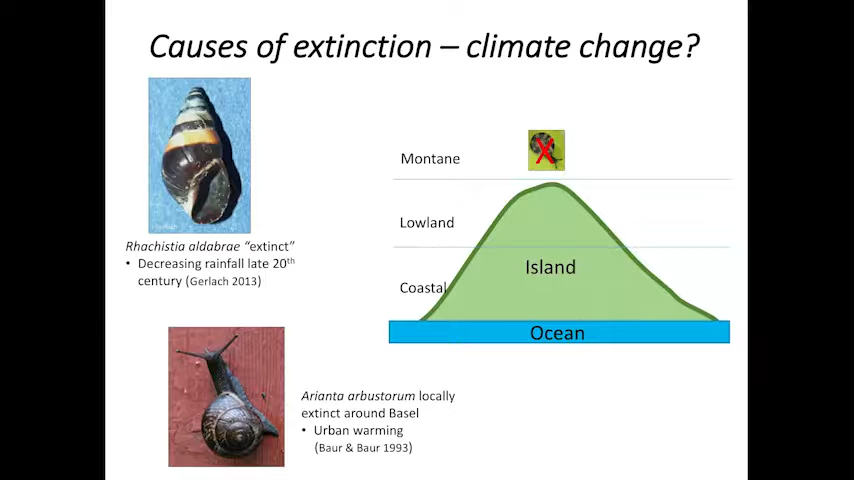 Causes of extinction – climate change?
Rhachistia aldabrae “extinct”
• Decreasing rainfall late 20th
century (Gerlach 2013)
Montane
Lowland
Coastal
Island
Ocean
Arianta arbustorum locally
extinct around Basel
• Urban warming
(Baur & Baur 1993)